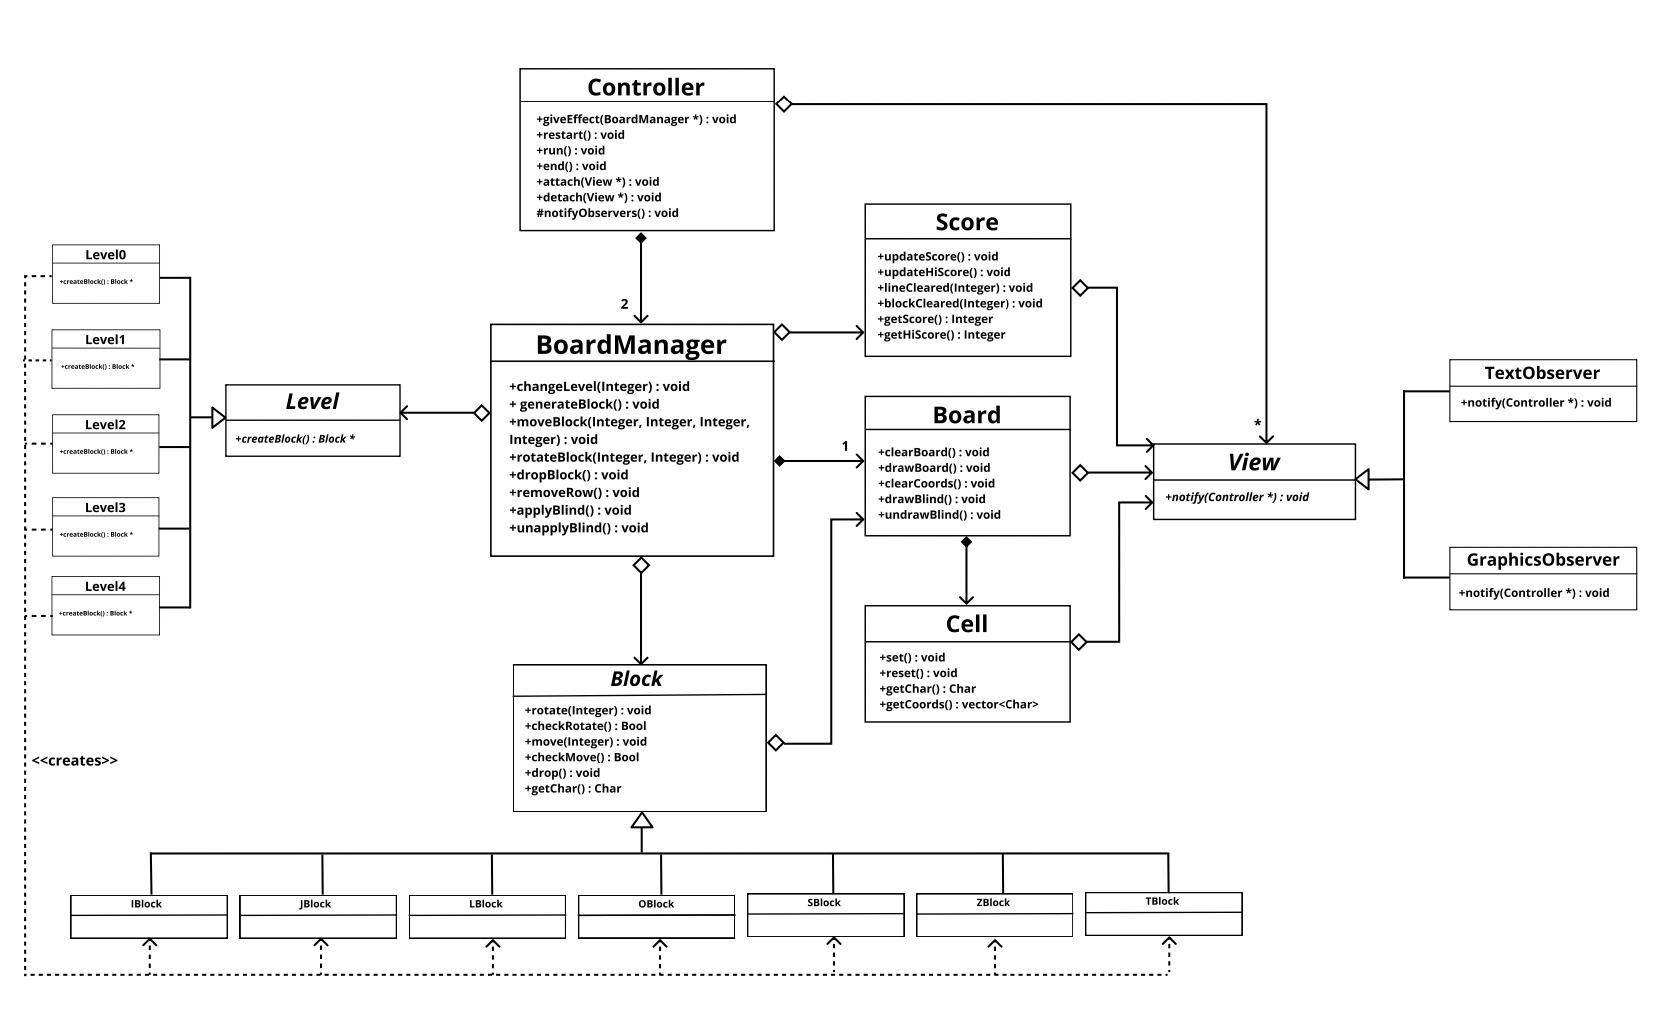 Controller
+giveEffect(BoardManager *) : void
+restart() : void
+run() : void
+end() : void
+attach(View *) : void
+detach(View *) : void
#notifyObservers() : void
Score
+updateScore() : void
+updateHiScore() : void
+lineCleared(Integer) : void
+blockCleared(Integer) : void
+getScore() : Integer
+getHiScore() : Integer
Level0
+createBlock() : Block *
Level1
+createBlock() : Block *
Level2
+createBlock() : Block *
Level3
+createBlock() : Block *
Level4
+createBlock() : Block *
Level
+createBlock() : Block *
2
BoardManager
+changeLevel(Integer) : void
+ generateBlock() : void
+moveBlock(Integer, Integer, Integer,
Integer) : void
+rotateBlock(Integer, Integer) : void
+dropBlock() : void
+removeRow() : void
+applyBlind() : void
+unapplyBlind() : void
1
Board
+clearBoard() : void
+drawBoard() : void
+clearCoords() : void
+drawBlind() : void
+undrawBlind() : void
*
View
+notify(Controller *) : void
TextObserver
+notify(Controller *) : void
GraphicsObserver
+notify(Controller *) : void
Cell
+set() : void
+reset() : void
+getChar() : Char
+getCoords() : vector<Char>
Block
+rotate(Integer) : void
+checkRotate() : Bool
+move(Integer) : void
+checkMove() : Bool
+drop() : void
+getChar() : Char
<<creates>>
IBlock
JBlock
LBlock
OBlock
SBlock
ZBlock
TBlock